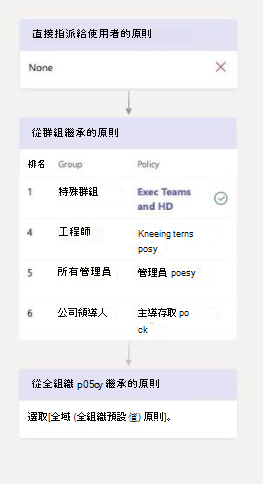 直接指派給使用者的原則
None
從群組繼承的原則
排名 Group Policy
1 特殊群組 Exec Teams
and HD
4 工程師 Kneeing terns
posy
5 所有管理員 管理員 poesy
6 公司領導人 主導存取 po
ck
從全組織 p05cy 繼承的原則
選取[全域 (全組織預設 值) 原則]。